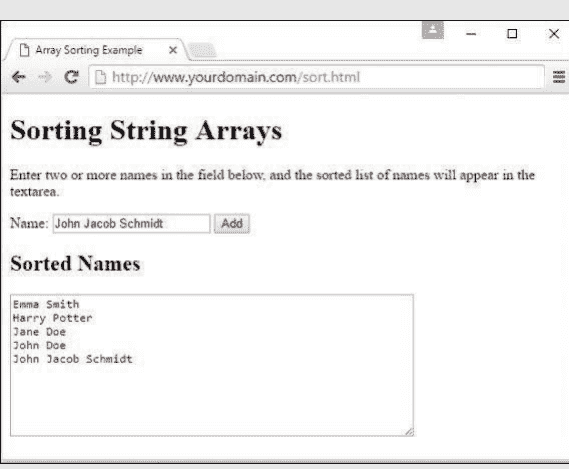 Array Sorting Example
http://www.yourdomain.com/sort.html
Sorting String Arrays
Enter two or more names in the field below, and the sorted list of names will appear in the
textarea.
Name: John Jacob Schmidt Add
Sorted Names
Emma Smith
Harry Potter
Jane Doe
John Doe
John Jacob Schmidt